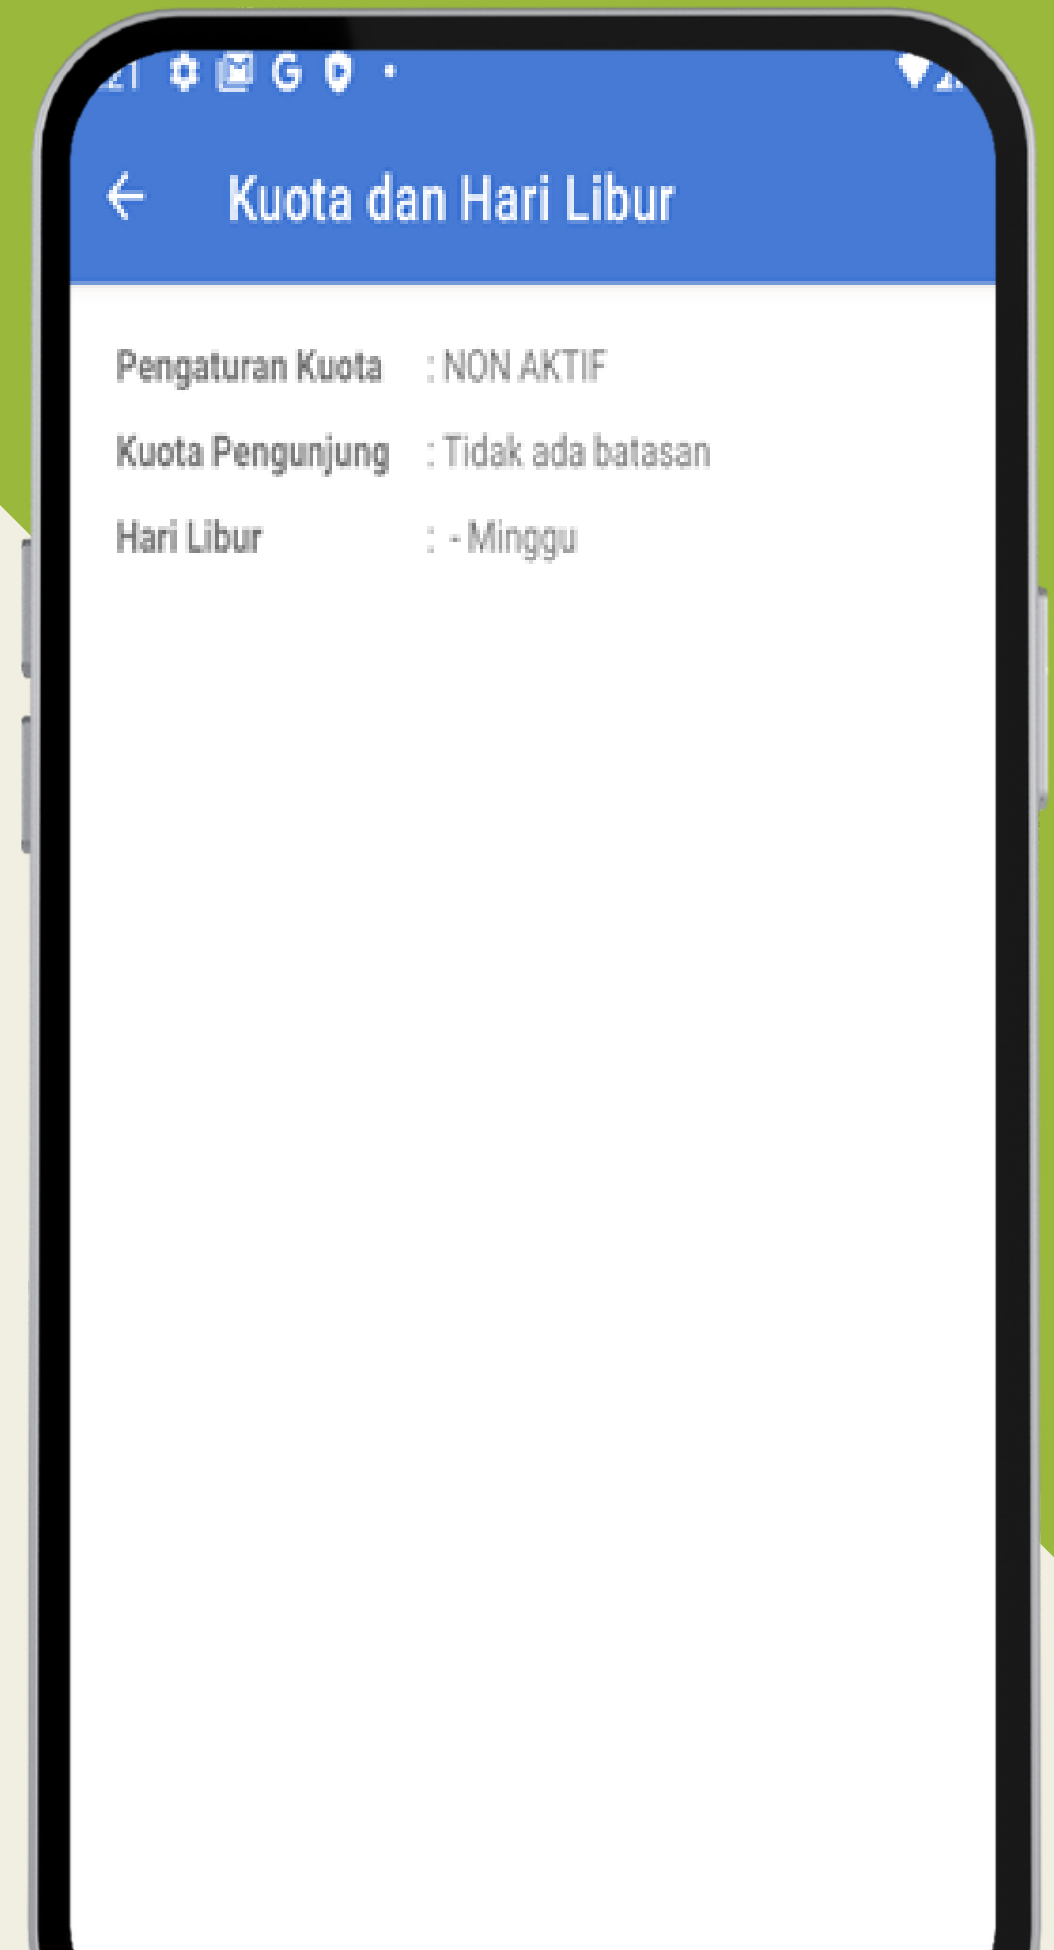 Kuota dan Hari Libur
Pengaturan Kuota : NON AKTIF
Kuota Pengunjung : Tidak ada batasan
Hari Libur : - Minggu